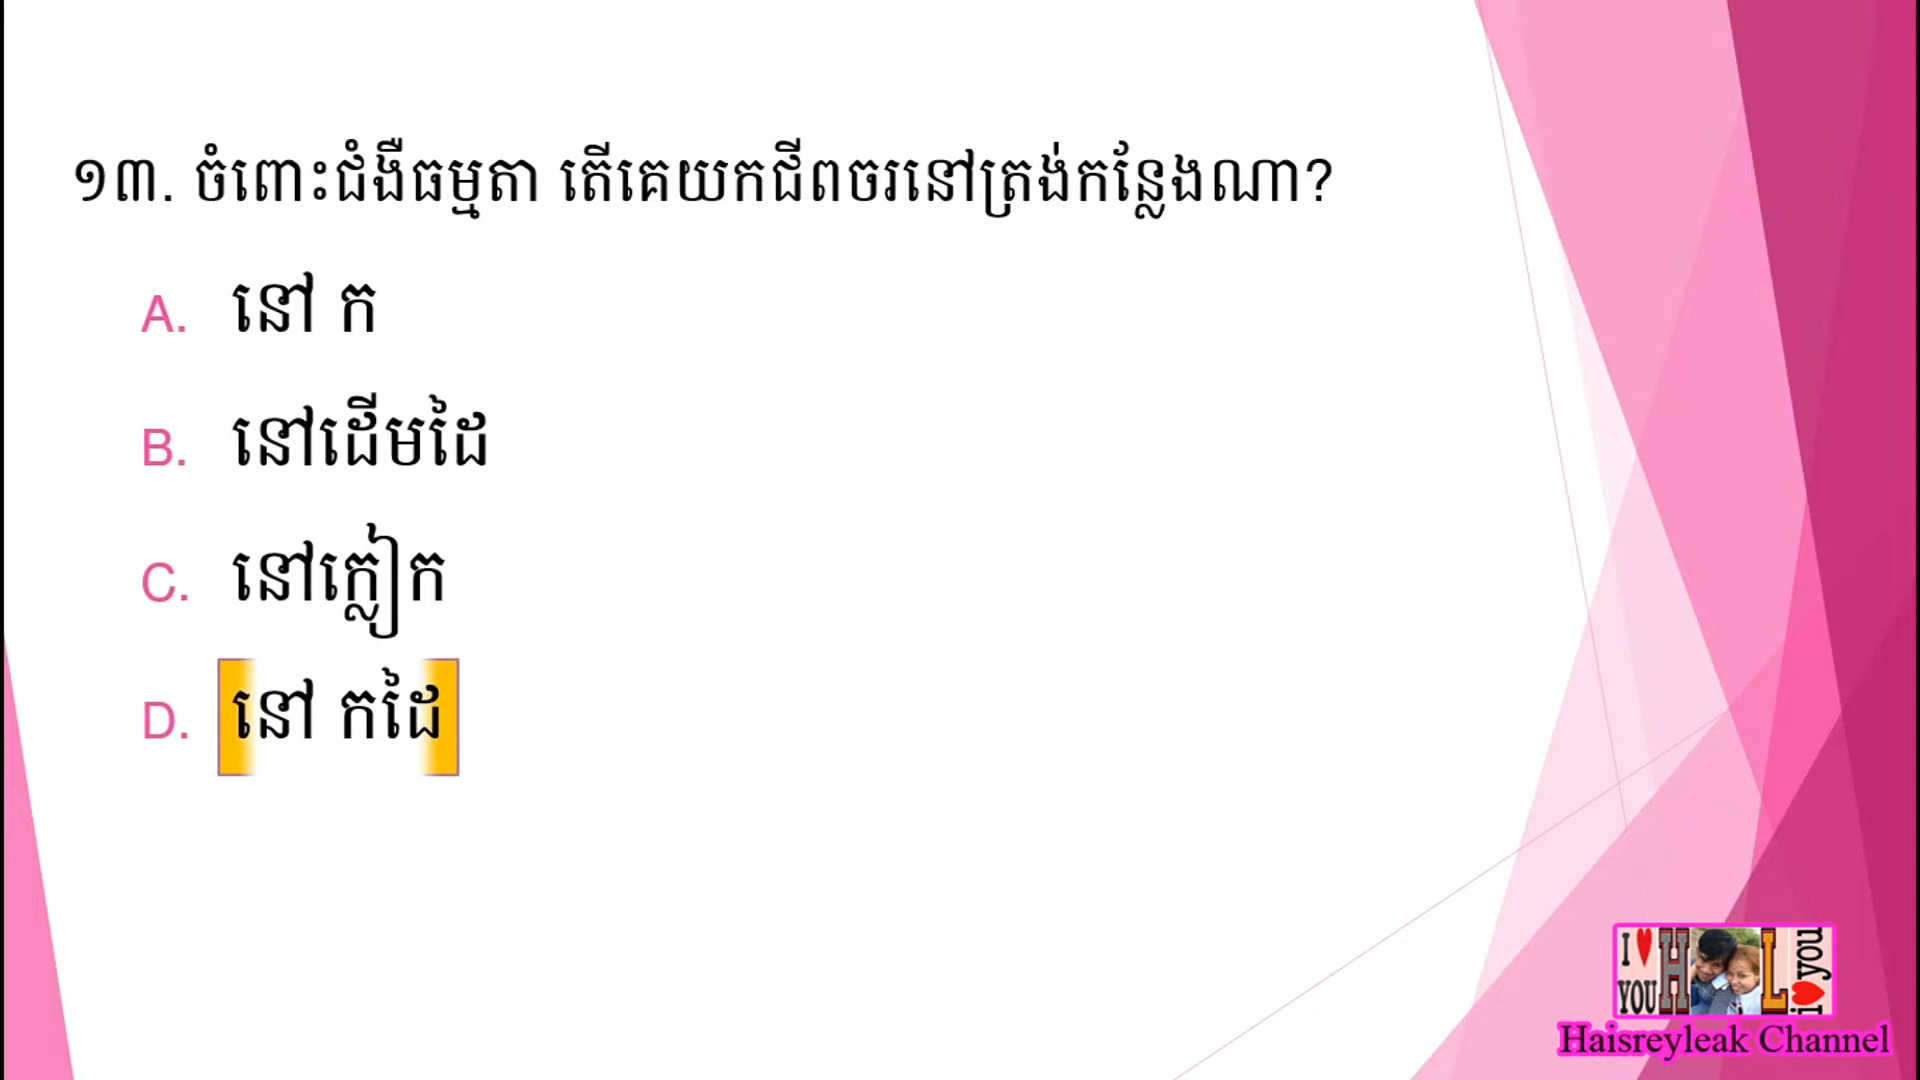 ១៣. ចំពោះជំងឺធម្មតា តើគេយកជីពចរនៅត្រង់កន្លែងណា?
A. នៅ ក
B. នៅដើមដៃ
C. នៅក្លៀក
D. នៅ កដៃ
I YOU H L i you
Haisreyleak Channel